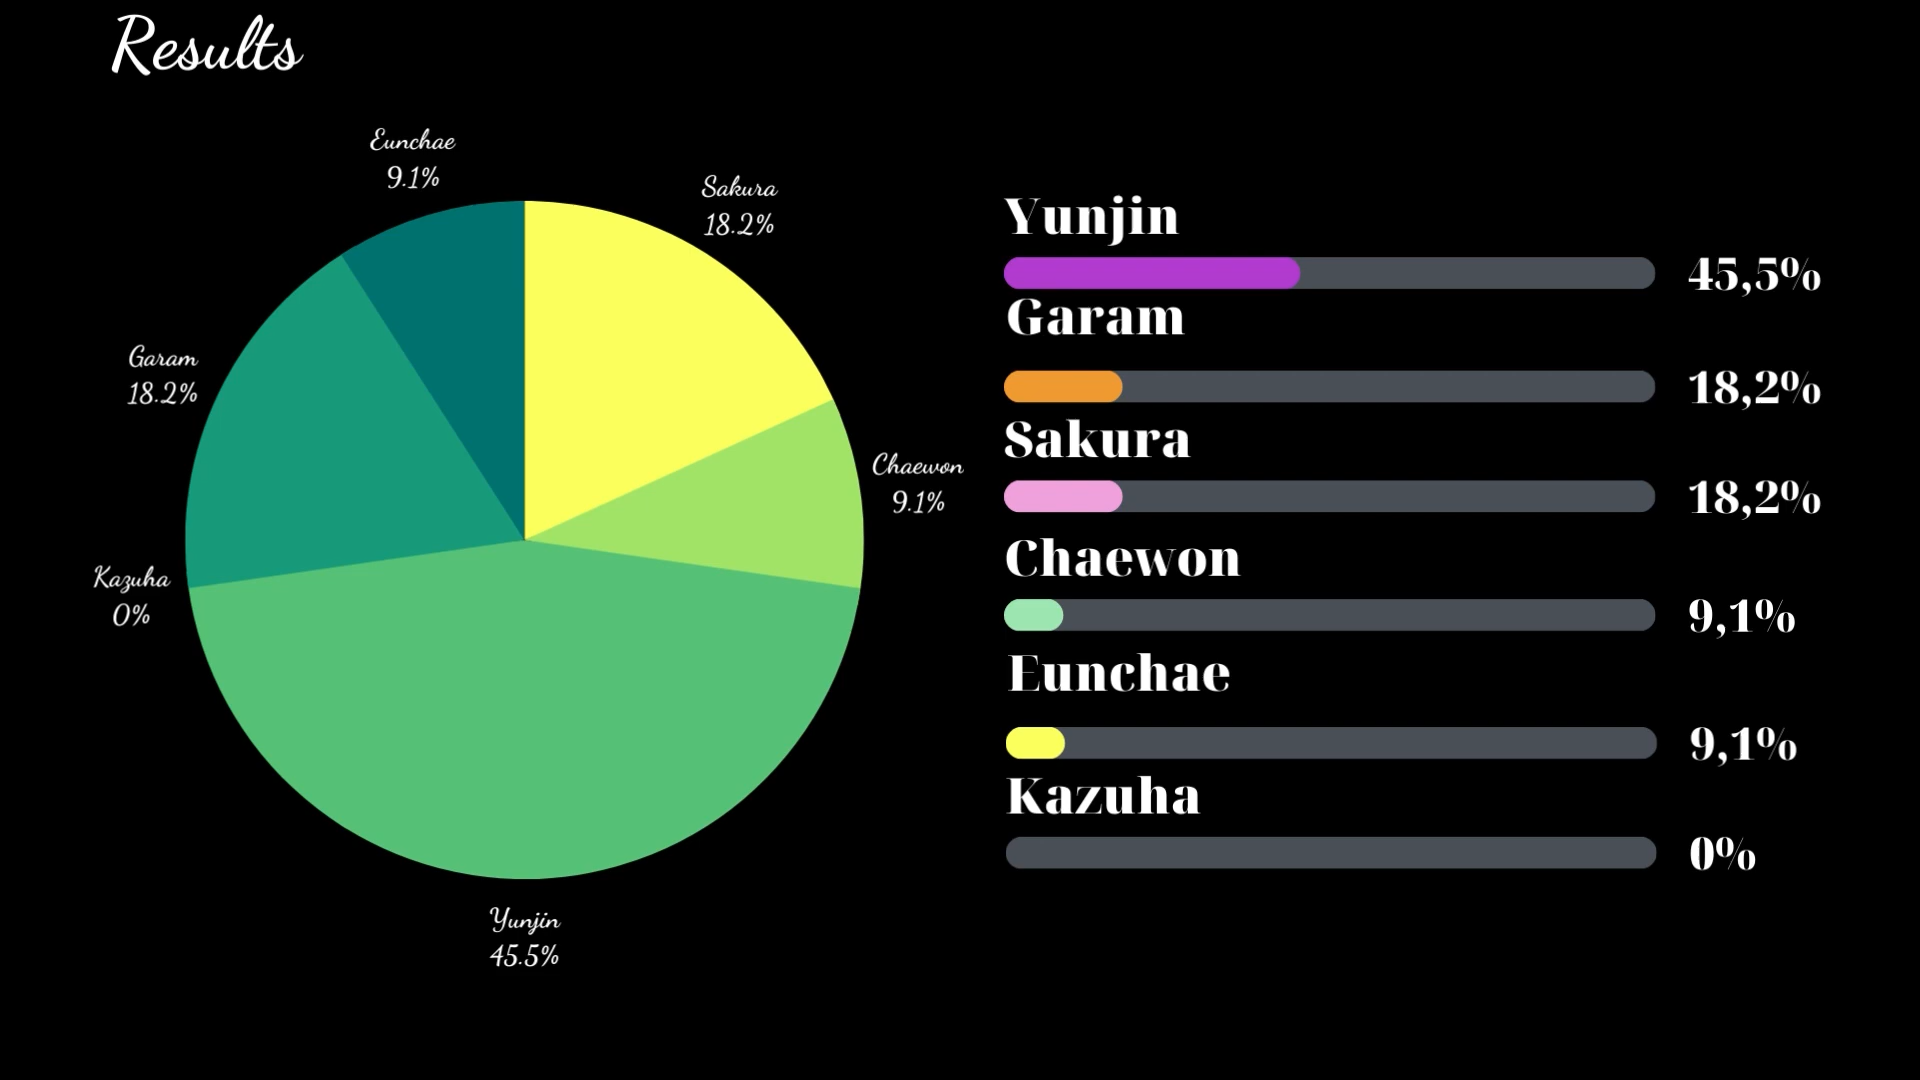 Results
Eunchae
9.1%
Sakura
18.2%
Garam
18.2%
Chaewon
9.1%
Kazuha
0%
Yunjin
45.5%
Yunjin
45,5%
Garam
18,2%
Sakura
18,2%
Chaewon
9,1%
Eunchae
9,1%
Kazuha
0%